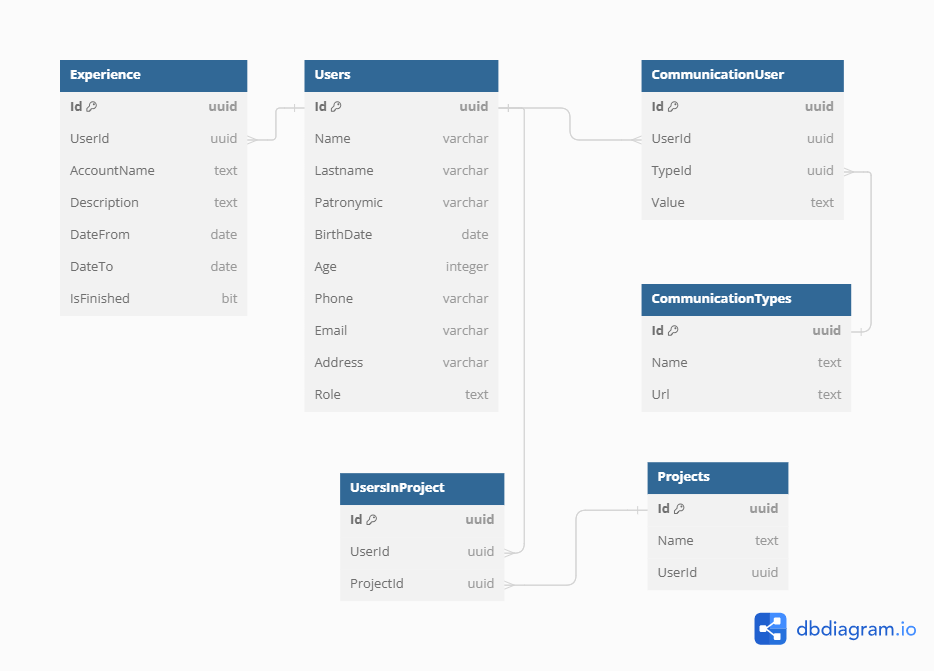 Experience
Id uuid
UserId uuid
AccountName text
Description text
DateFrom date
DateTo date
IsFinished bit
Users
Id uuid
Name varchar
Lastname varchar
Patronymic varchar
BirthDate date
Age integer
Phone varchar
Email varchar
Address varchar
Role text
CommunicationUser
Id uuid
UserId uuid
TypeId uuid
Value text
CommunicationTypes
Id uuid
Name text
Url text
UsersInProject
Id uuid
UserId uuid
ProjectId uuid
Projects
Id uuid
Name text
UserId uuid
dbdiagram.io